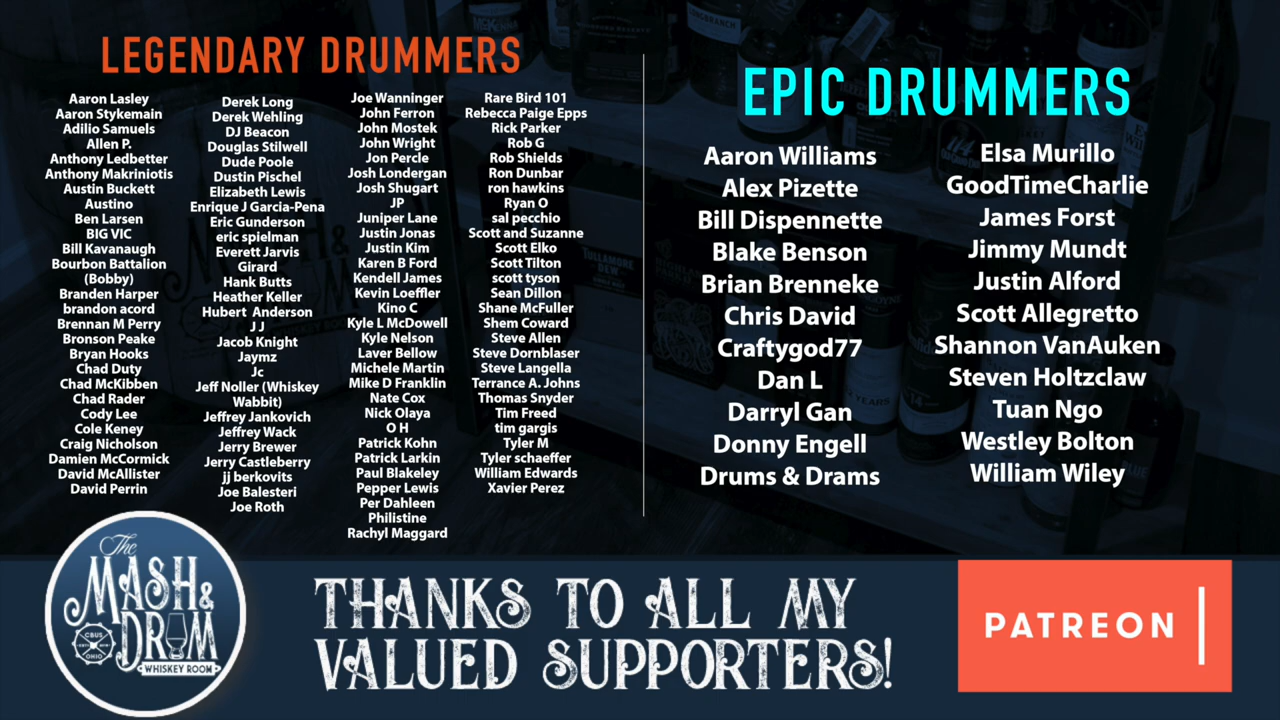 LEGENDARY DRUMMERS
Aaron Lasley
Aaron Stykemain
Adilio Samuels
Allen P.
Anthony Ledbetter
Anthony Makriniotis
Austin Buckett
Austino
Ben Larsen
BIG VIC
Bill Kavanaugh
Bourbon Battalion
(Bobby)
Branden Harper
brandon acord
Brennan M Perry
Bronson Peake
Bryan Hooks
Chad Duty
Chad McKibben
Chad Rader
Cody Lee
Cole Keney
Craig Nicholson
Damien McCormick
David McAllister
David Perrin
Derek Long
Derek Wehling
DJ Beacon
Douglas Stilwell
Dude Poole
Dustin Pischel
Elizabeth Lewis
Enrique J Garcia-Pena
Eric Gunderson
eric spielman
Everett Jarvis
Girard
Hank Butts
Heather Keller
Hubert Anderson
J J
Jacob Knight
Jaymz
Jc
Jeff Noller (Whiskey
Wabbit)
Jeffrey Jankovich
Jeffrey Wack
Jerry Brewer
Jerry Castleberry
jj berkovits
Joe Balesteri
Joe Roth
Joe Wanninger
John Ferron
John Mostek
John Wright
Jon Percle
Josh Londergan
Josh Shugart
JP
Juniper Lane
Justin Jonas
Justin Kim
Karen B Ford
Kendell James
Kevin Loeffler
Kino C
Kyle L McDowell
Kyle Nelson
Laver Bellow
Michele Martin
Mike D Franklin
Nate Cox
Nick Olaya
O H
Patrick Kohn
Patrick Larkin
Paul Blakeley
Pepper Lewis
Per Dahleen
Philistine
Rachyl Maggard
Rare Bird 101
Rebecca Paige Epps
Rick Parker
Rob G
Rob Shields
Ron Dunbar
ron hawkins
Ryan O
sal pecchio
Scott and Suzanne
Scott Elko
Scott Tilton
scott tyson
Sean Dillon
Shane McFuller
Shem Coward
Steve Allen
Steve Dornblaser
Steve Langella
Terrance A. Johns
Thomas Snyder
Tim Freed
tim gargis
Tyler M
Tyler schaeffer
William Edwards
Xavier Perez
EPIC DRUMMERS
Aaron Williams
Alex Pizette
Bill Dispennette
Blake Benson
Brian Brenneke
Chris David
Craftygod77
Dan L
Darryl Gan
Donny Engell
Drums & Drams
Elsa Murillo
GoodTimeCharlie
James Forst
Jimmy Mundt
Justin Alford
Scott Allegretto
Shannon VanAuken
Steven Holtzclaw
Tuan Ngo
Westley Bolton
William Wiley
The
MASH &
DRUM
CBUS
OHIO
WHISKEY ROOM
THANKS TO ALL MY
VALUED SUPPORTERS!
PATREON